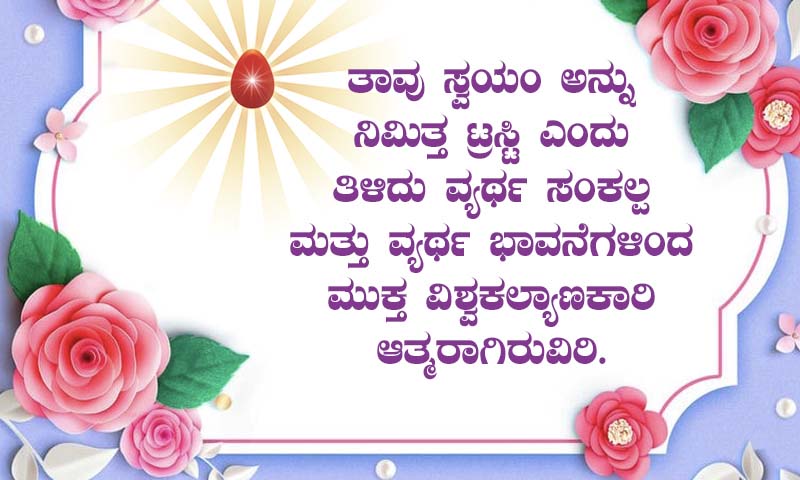 ತಾವು ಸ್ವಯಂ ಅನ್ನು
ನಿಮಿತ್ತ ಟ್ರಸ್ಟಿ ಎಂದು
ತಿಳಿದು ವ್ಯರ್ಥ ಸಂಕಲ್ಪ
ಮತ್ತು ವ್ಯರ್ಥ ಭಾವನೆಗಳಿಂದ
ಮುಕ್ತ ವಿಶ್ವಕಲ್ಯಾಣಕಾರಿ
ಆತ್ಮರಾಗಿರುವಿರಿ.